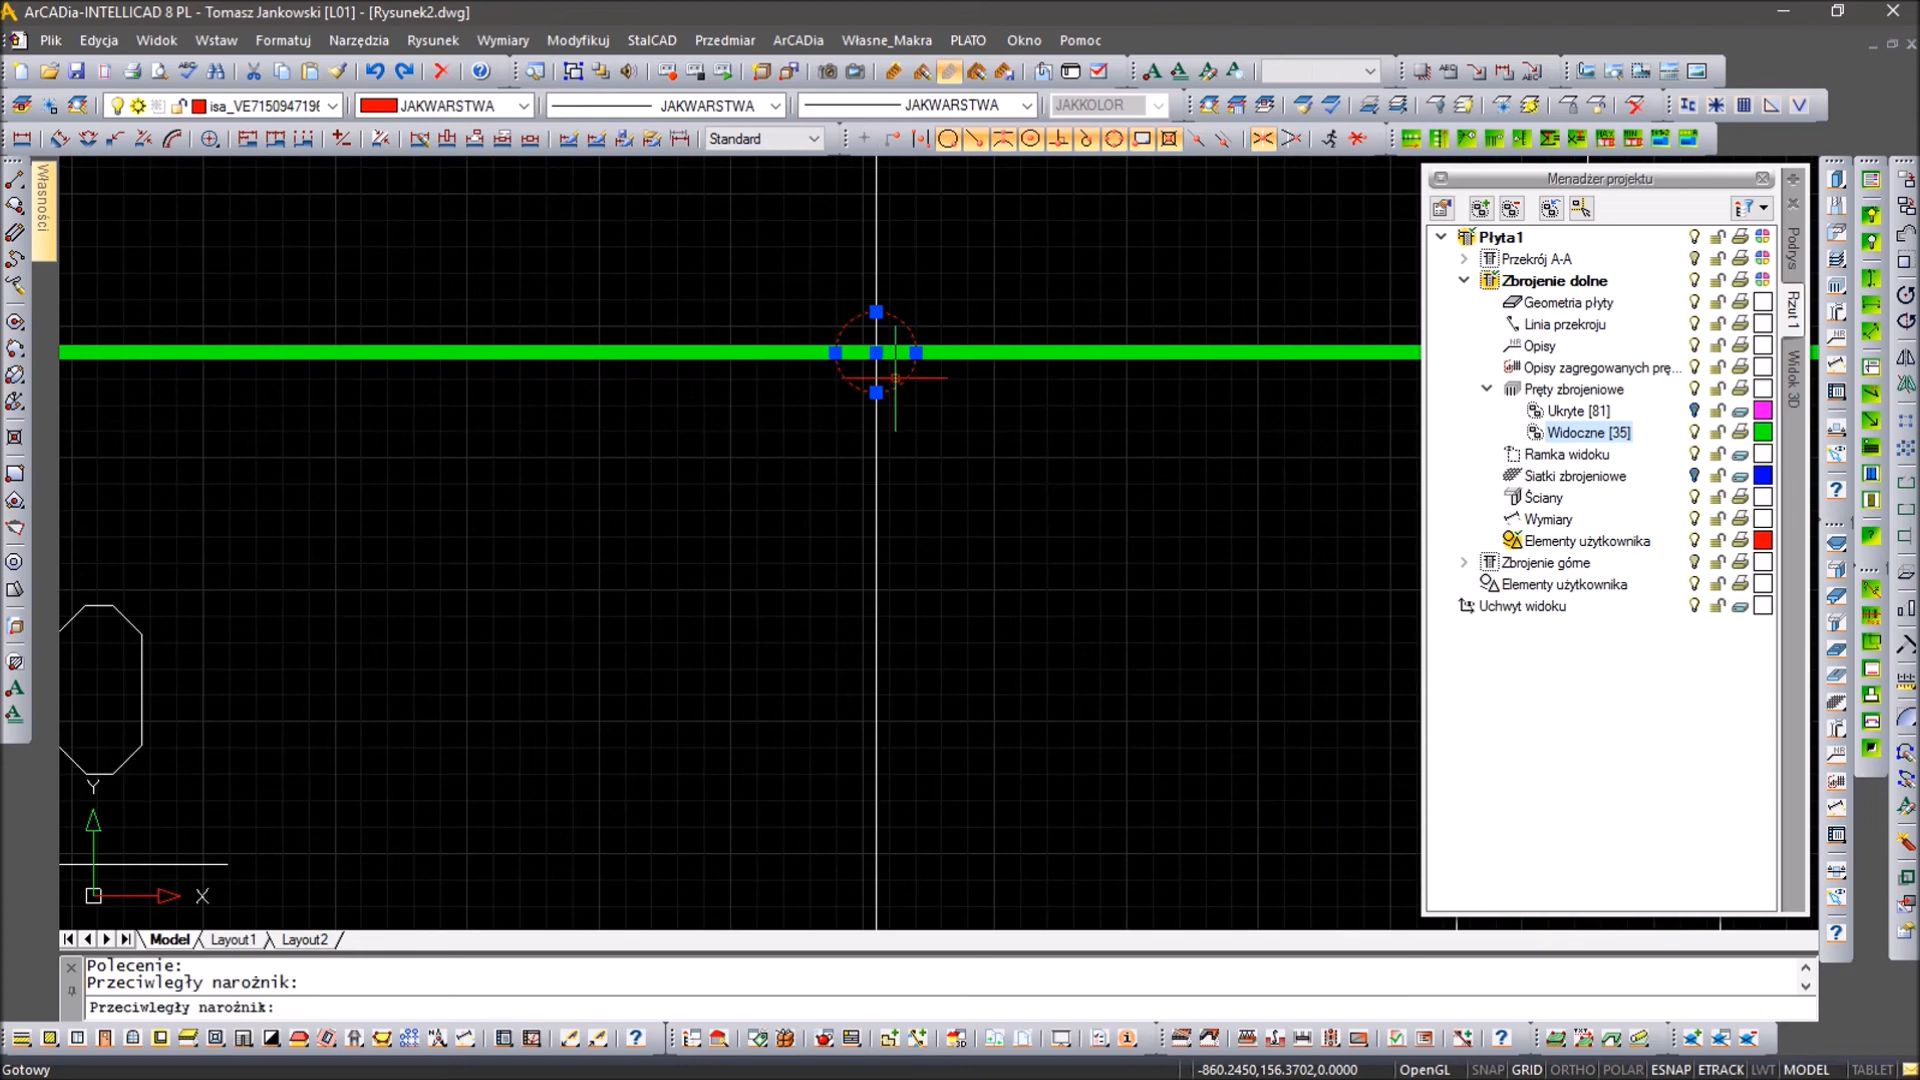 ArCADia-INTELLICAD 8 PL - Tomasz Jankowski [L01] - [Rysunek2.dwg]
Plik Edycja Widok Wstaw Formatuj Narzędzia Rysunek Wymiary Modyfikuj StalCAD Przedmiar ArCADia Własne_Makra PLATO Okno Pomoc
isa_VE715094719 JAKWARSTWA JAKWARSTWA JAKWARSTWA JAKKOLOR
Standard
Własności
Menadżer projektu
Płyta1
Przekrój A-A
Zbrojenie dolne
Geometria płyty
Linia przekroju
Opisy
Opisy zagregowanych prę...
Pręty zbrojeniowe
Ukryte [81]
Widoczne [35]
Ramka widoku
Siatki zbrojeniowe
Ściany
Wymiary
Elementy użytkownika
Zbrojenie górne
Elementy użytkownika
Uchwyt widoku
Podrys
Rzut 1
Widok 3D
Y
X
Model Layout1 Layout2
Polecenie:
Przeciwległy narożnik:
Przeciwległy narożnik:
Gotowy -860.2450,156.3702,0.0000 OpenGL SNAP GRID ORTHO POLAR ESNAP ETRACK LWT MODEL TABLET